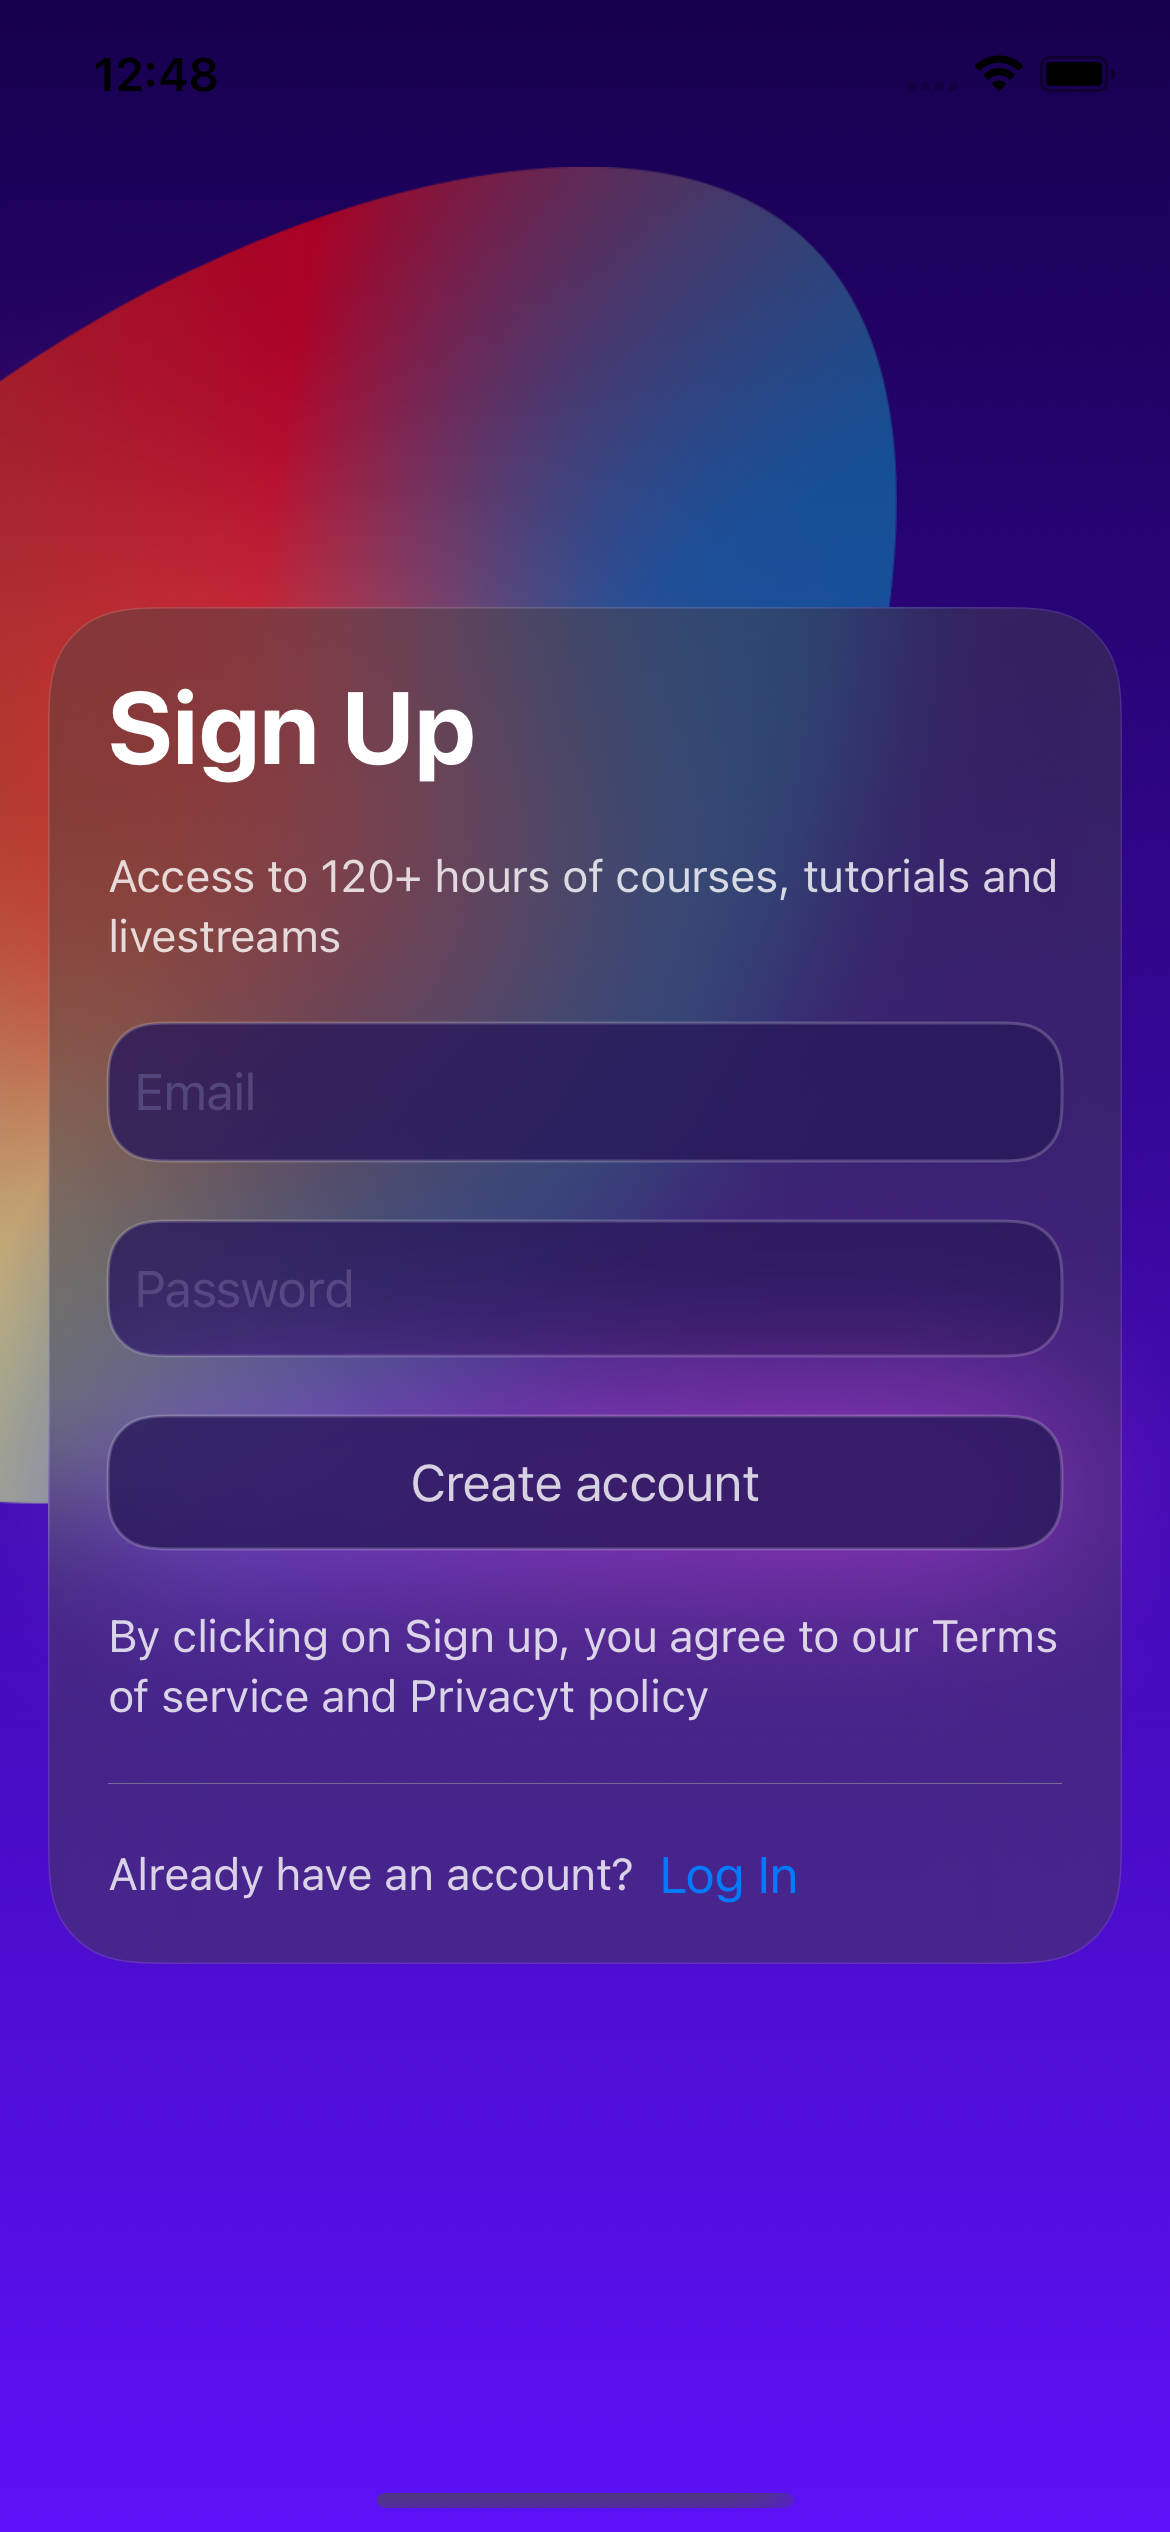 12:48
Sign Up
Access to 120+ hours of courses, tutorials and
livestreams
Email
Password
Create account
By clicking on Sign up, you agree to our Terms
of service and Privacyt policy
Already have an account? Log In